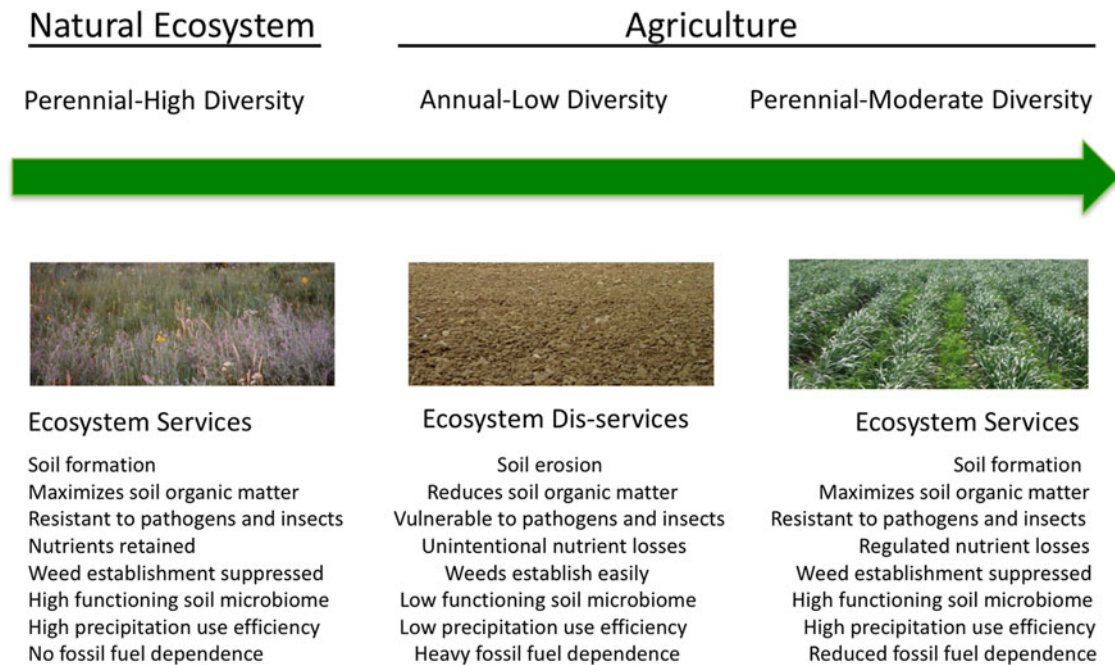 Natural Ecosystem
Agriculture
Perennial-High Diversity
Annual-Low Diversity
Perennial-Moderate Diversity
Ecosystem Services
Soil formation
Maximizes soil organic matter
Resistant to pathogens and insects
Nutrients retained
Weed establishment suppressed
High functioning soil microbiome
High precipitation use efficiency
No fossil fuel dependence
Ecosystem Dis-services
Soil erosion
Reduces soil organic matter
Vulnerable to pathogens and insects
Unintentional nutrient losses
Weeds establish easily
Low functioning soil microbiome
Low precipitation use efficiency
Heavy fossil fuel dependence
Ecosystem Services
Soil formation
Maximizes soil organic matter
Resistant to pathogens and insects
Regulated nutrient losses
Weed establishment suppressed
High functioning soil microbiome
High precipitation use efficiency
Reduced fossil fuel dependence